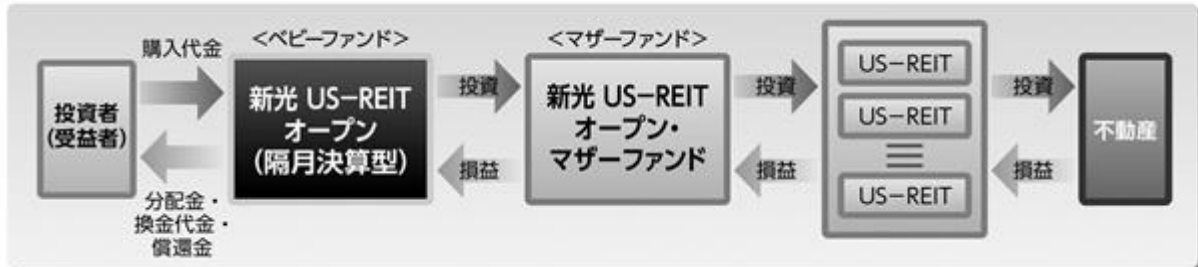 購入代金
投資者
(受益者)
分配金・
換金代金・
償還金
<ベビーファンド>
新光 US-REIT
オープン
(隔月決算型)
投資
損益
<マザーファンド>
新光 US-REIT
オープン・
マザーファンド
投資
損益
US-REIT
US-REIT
US-REIT
投資
損益
不動産